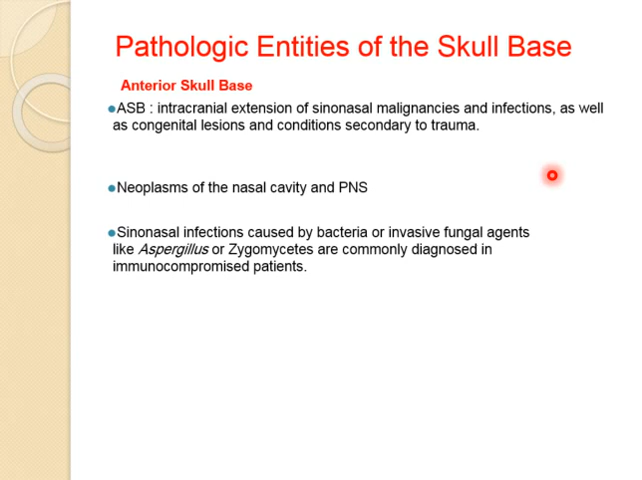 Pathologic Entities of the Skull Base
Anterior Skull Base
ASB : intracranial extension of sinonasal malignancies and infections, as well
as congenital lesions and conditions secondary to trauma.
Neoplasms of the nasal cavity and PNS
Sinonasal infections caused by bacteria or invasive fungal agents
like Aspergillus or Zygomycetes are commonly diagnosed in
immunocompromised patients.